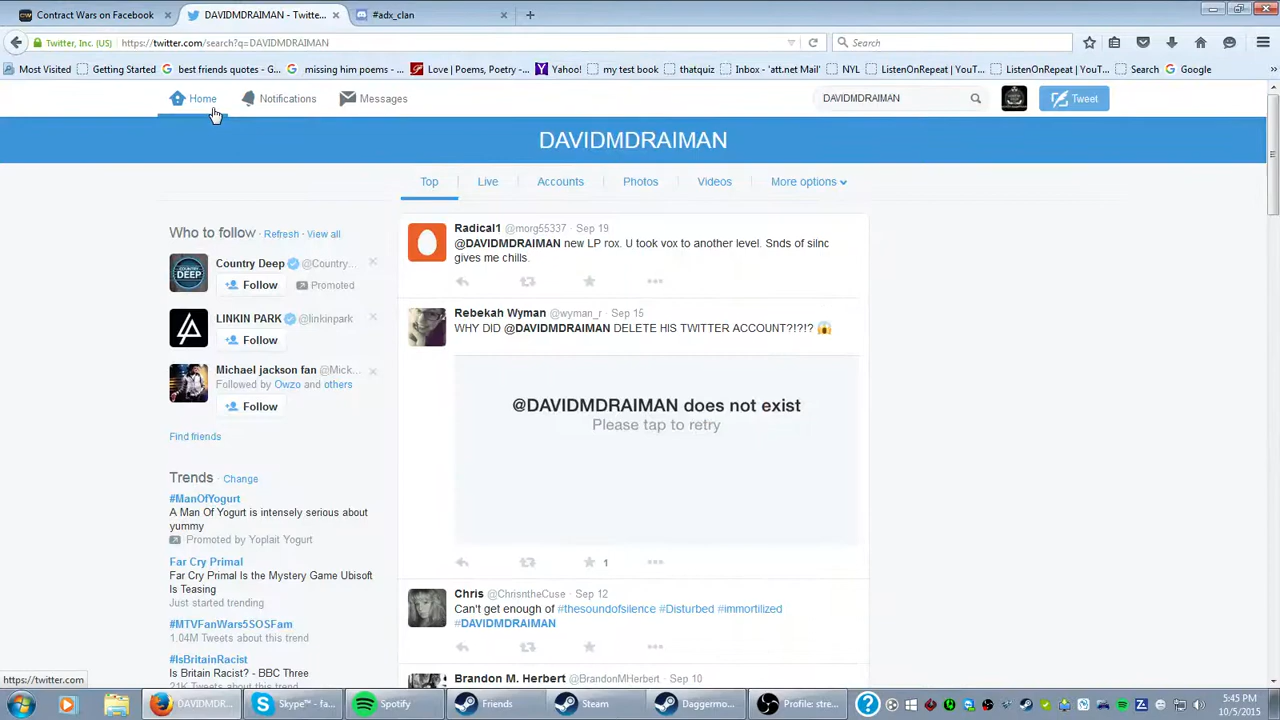 Contract Wars on Facebook
DAVIDMDRAIMAN - Twitte...
#adx_clan
Twitter, Inc. (US)
https://twitter.com/search?q=DAVIDMDRAIMAN
Search
Most Visited
Getting Started
best friends quotes - G...
missing him poems - ...
Love | Poems, Poetry -...
Yahoo!
my test book
thatquiz
Inbox - 'att.net Mail'
NYL
ListenOnRepeat | YouT...
ListenOnRepeat | YouT...
Search
Google
Home
Notifications
Messages
DAVIDMDRAIMAN
Tweet
DAVIDMDRAIMAN
Top
Live
Accounts
Photos
Videos
More options
Who to follow · Refresh · View all
Country Deep @Country...
Follow
Promoted
LINKIN PARK @linkinpark
Follow
Michael jackson fan @Mick...
Followed by Owzo and others
Follow
Find friends
Trends · Change
#ManOfYogurt
A Man Of Yogurt is intensely serious about
yummy
Promoted by Yoplait Yogurt
Far Cry Primal
Far Cry Primal Is the Mystery Game Ubisoft
Is Teasing
Just started trending
#MTVFanWars5SOSFam
1.04M Tweets about this trend
#IsBritainRacist
Is Britain Racist? - BBC Three
21K Tweets about this trend
Radical1 @morg55337 · Sep 19
@DAVIDMDRAIMAN new LP rox. U took vox to another level. Snds of silnc
gives me chills.
Rebekah Wyman @wyman_r · Sep 15
WHY DID @DAVIDMDRAIMAN DELETE HIS TWITTER ACCOUNT?!?!? 😱
@DAVIDMDRAIMAN does not exist
Please tap to retry
1
Chris @ChrisntheCuse · Sep 12
Can't get enough of #thesoundofsilence #Disturbed #immortilized
#DAVIDMDRAIMAN
Brandon M. Herbert @BrandonMHerbert · Sep 10
https://twitter.com
DAVIDMDR...
Skype™ - fa...
Spotify
Friends
Steam
Daggermo...
Profile: stre...
5:45 PM
10/5/2015